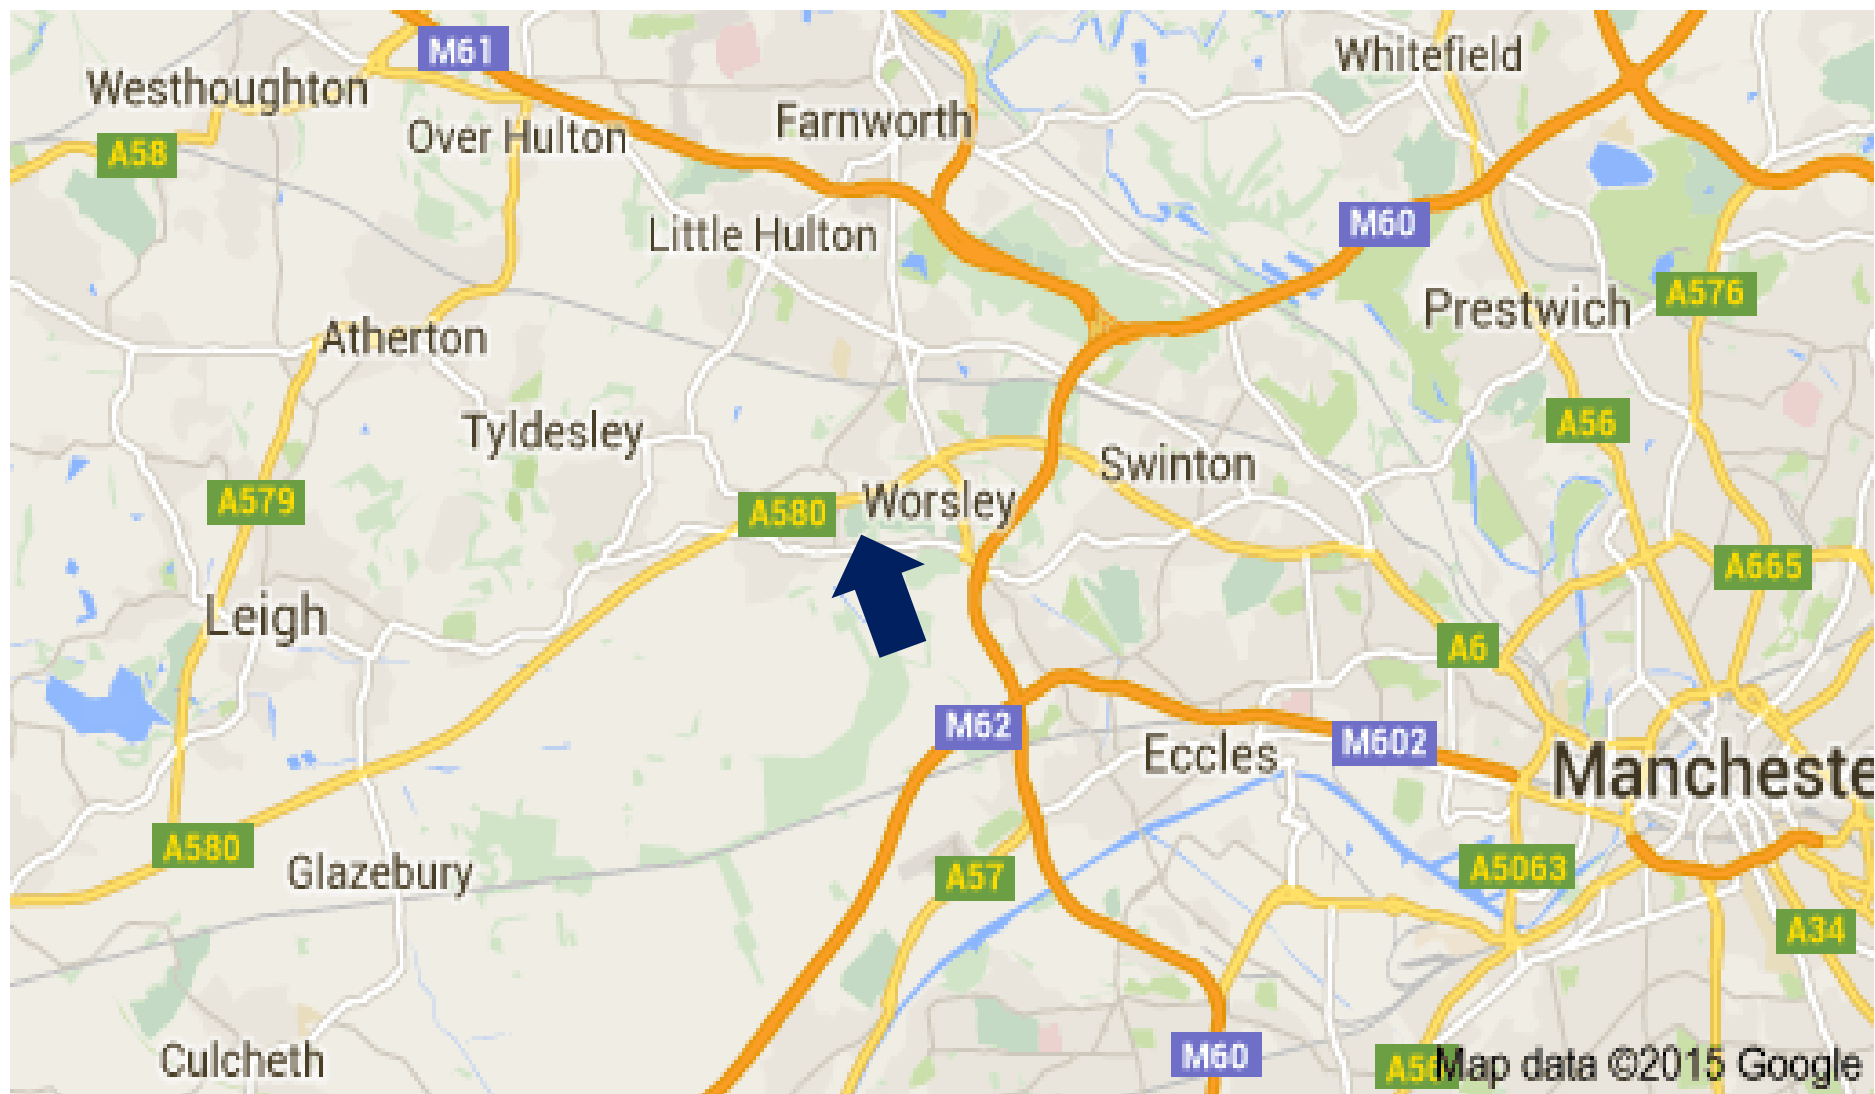 M61
Whitefield
Westhoughton
Farnworth
Over Hulton
A58
M60
Little Hulton
A576
Prestwich
Atherton
A56
Tyldesley
Swinton
A579
A580
Worsley
A665
Leigh
A6
M62
M602
Eccles
Mancheste
A580
Glazebury
A57
A5063
A34
Culcheth
M60
Map data ©2015 Google